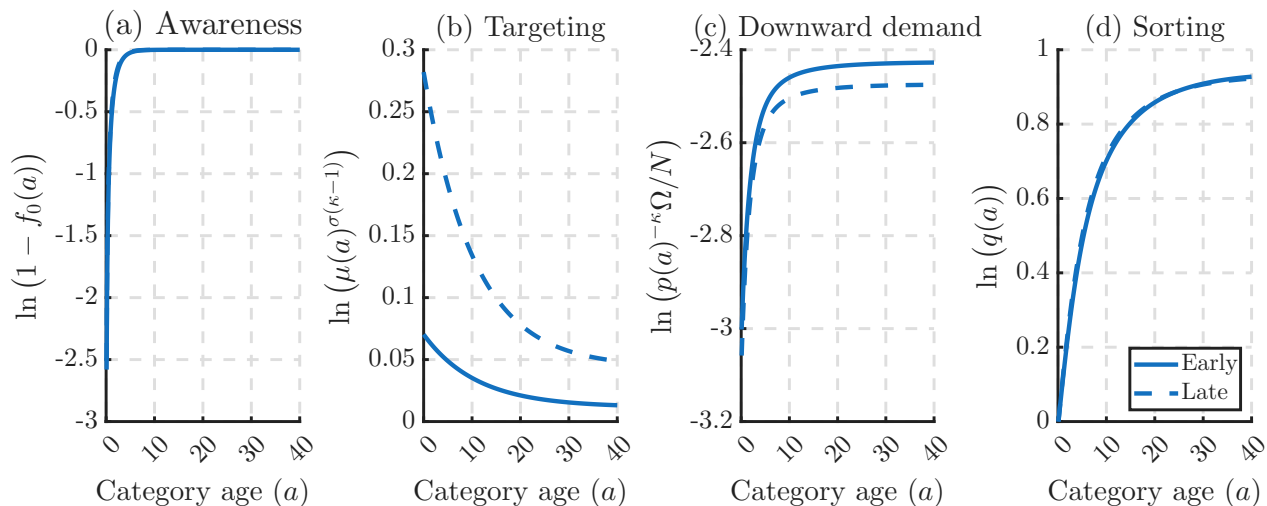 (a) Awareness
ln (1 − f₀(a))
0
-0.5
-1
-1.5
-2
-2.5
-3
0 10 20 30 40
Category age (a)
(b) Targeting
ln (μ(a)^{σ(κ−1)})
0.3
0.25
0.2
0.15
0.1
0.05
0
0 10 20 30 40
Category age (a)
(c) Downward demand
ln (p(a)^{−κ}Ω/N)
-2.4
-2.6
-2.8
-3
-3.2
0 10 20 30 40
Category age (a)
(d) Sorting
ln (q(a))
1
0.8
0.6
0.4
0.2
0
0 10 20 30 40
Category age (a)
Early
Late